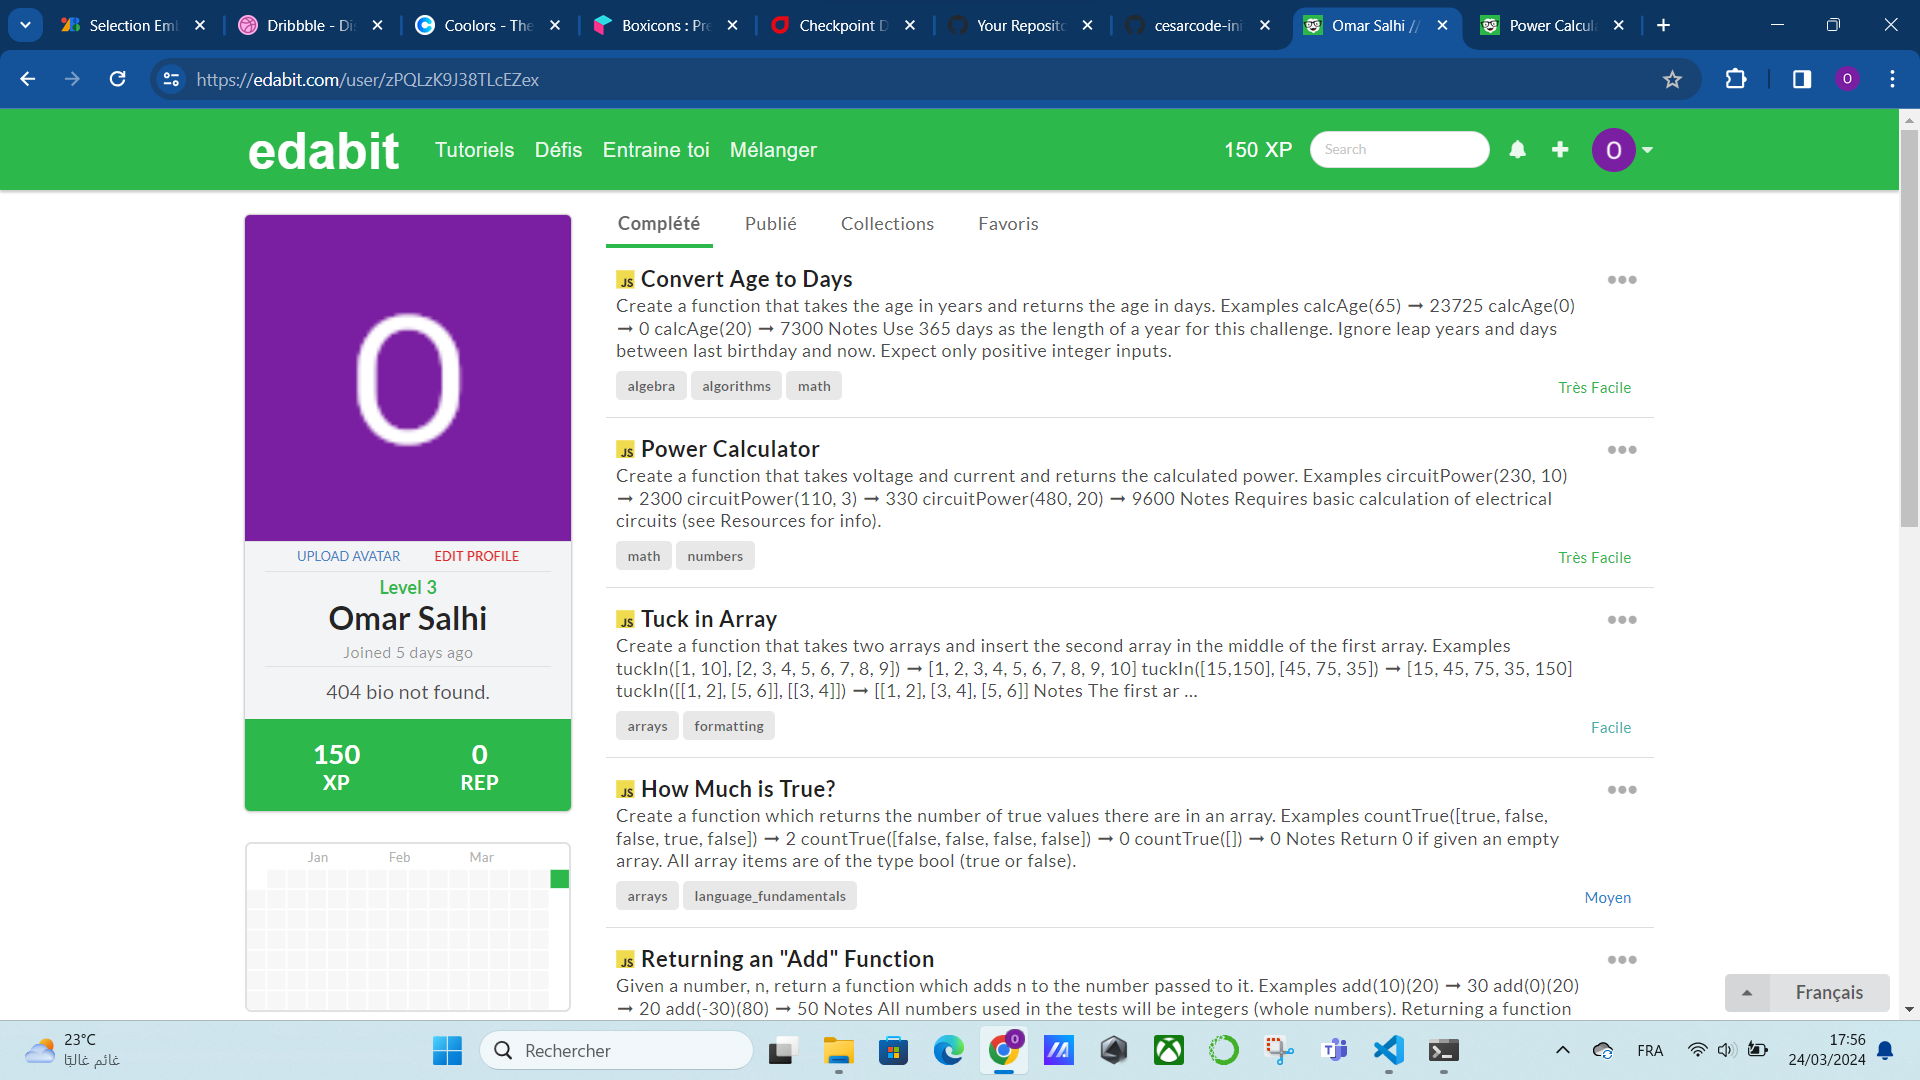 Selection Em
Dribbble - Di
Coolors - The
Boxicons : Pre
Checkpoint D
Your Reposito
cesarcode-ini
Omar Salhi //
Power Calcul
https://edabit.com/user/zPQLzK9J38TLcEZex
O
edabit
Tutoriels
Défis
Entraine toi
Mélanger
150 XP
Search
O
O
UPLOAD AVATAR
EDIT PROFILE
Level 3
Omar Salhi
Joined 5 days ago
404 bio not found.
150
XP
0
REP
Jan
Feb
Mar
Complété
Publié
Collections
Favoris
JS Convert Age to Days
Create a function that takes the age in years and returns the age in days. Examples calcAge(65) ➞ 23725 calcAge(0)
➞ 0 calcAge(20) ➞ 7300 Notes Use 365 days as the length of a year for this challenge. Ignore leap years and days
between last birthday and now. Expect only positive integer inputs.
algebra
algorithms
math
Très Facile
JS Power Calculator
Create a function that takes voltage and current and returns the calculated power. Examples circuitPower(230, 10)
➞ 2300 circuitPower(110, 3) ➞ 330 circuitPower(480, 20) ➞ 9600 Notes Requires basic calculation of electrical
circuits (see Resources for info).
math
numbers
Très Facile
JS Tuck in Array
Create a function that takes two arrays and insert the second array in the middle of the first array. Examples
tuckIn([1, 10], [2, 3, 4, 5, 6, 7, 8, 9]) ➞ [1, 2, 3, 4, 5, 6, 7, 8, 9, 10] tuckIn([15,150], [45, 75, 35]) ➞ [15, 45, 75, 35, 150]
tuckIn([[1, 2], [5, 6]], [[3, 4]]) ➞ [[1, 2], [3, 4], [5, 6]] Notes The first ar ...
arrays
formatting
Facile
JS How Much is True?
Create a function which returns the number of true values there are in an array. Examples countTrue([true, false,
false, true, false]) ➞ 2 countTrue([false, false, false, false]) ➞ 0 countTrue([]) ➞ 0 Notes Return 0 if given an empty
array. All array items are of the type bool (true or false).
arrays
language_fundamentals
Moyen
JS Returning an "Add" Function
Given a number, n, return a function which adds n to the number passed to it. Examples add(10)(20) ➞ 30 add(0)(20)
➞ 20 add(-30)(80) ➞ 50 Notes All numbers used in the tests will be integers (whole numbers). Returning a function
Français
23°C
غائم غالبًا
Rechercher
FRA
17:56
24/03/2024